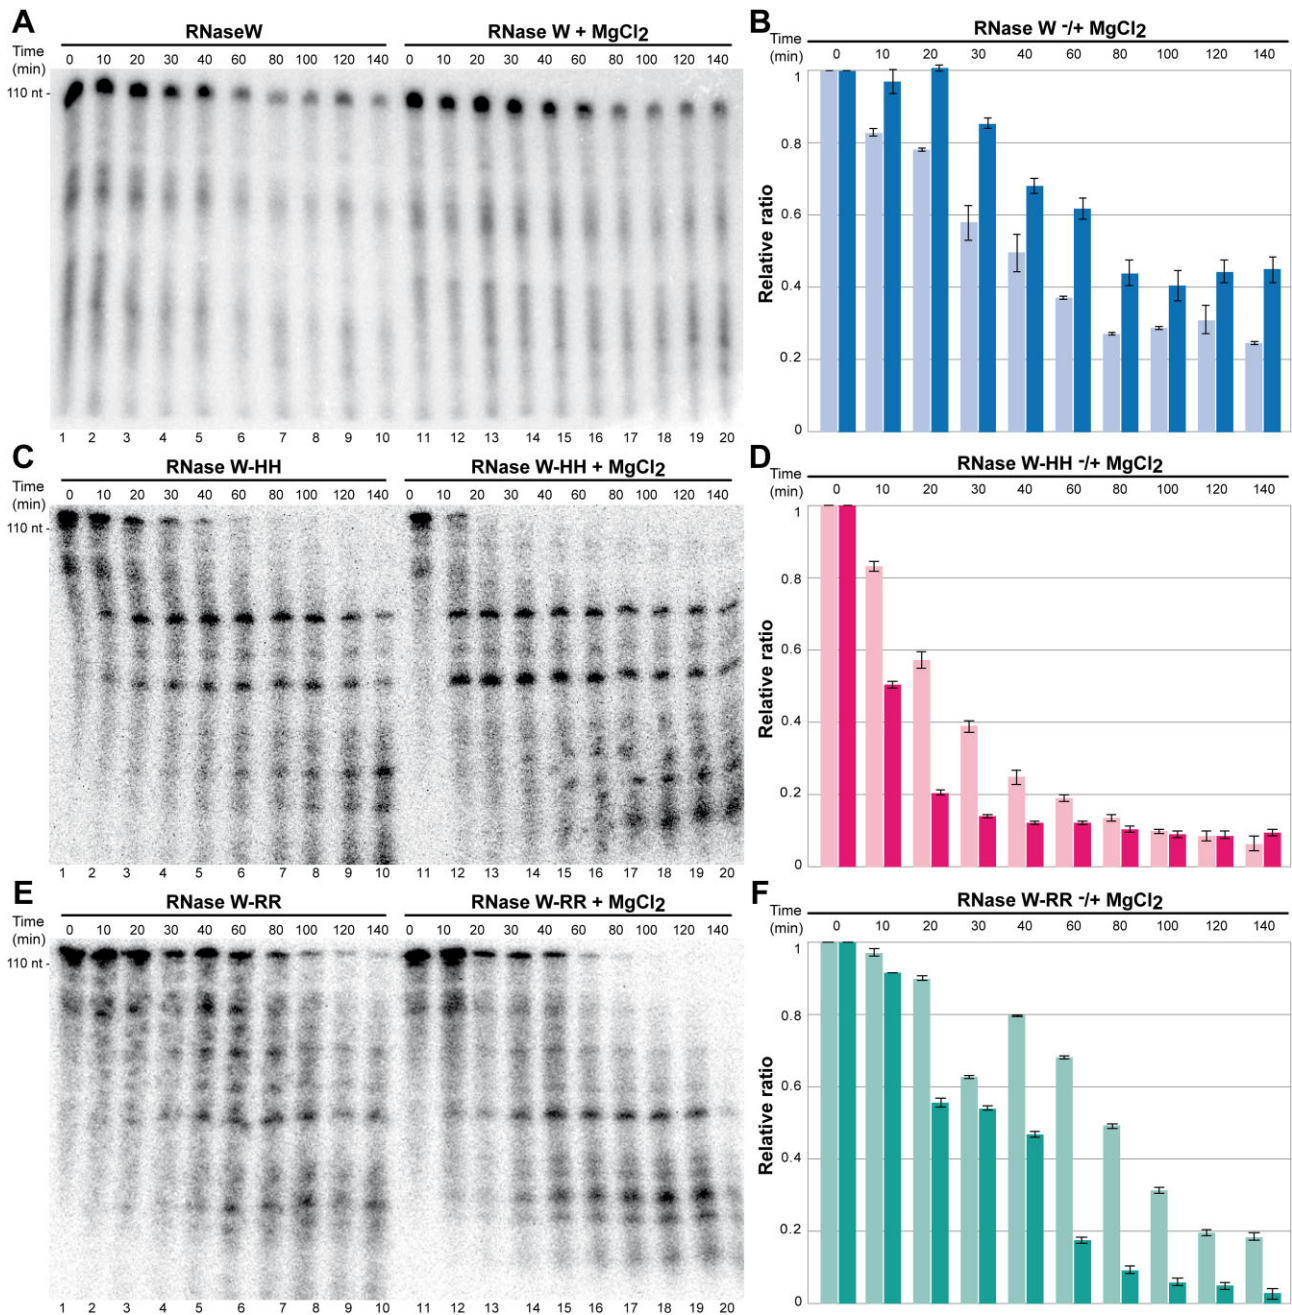 A
RNaseW
RNase W + MgCl2
Time
(min)
0 10 20 30 40 60 80 100 120 140
0 10 20 30 40 60 80 100 120 140
110 nt -
1 2 3 4 5 6 7 8 9 10 11 12 13 14 15 16 17 18 19 20
B
RNase W -/+ MgCl2
Time
(min)
0 10 20 30 40 60 80 100 120 140
Relative ratio
1
0.8
0.6
0.4
0.2
0
C
RNase W-HH
RNase W-HH + MgCl2
Time
(min)
0 10 20 30 40 60 80 100 120 140
0 10 20 30 40 60 80 100 120 140
110 nt -
1 2 3 4 5 6 7 8 9 10 11 12 13 14 15 16 17 18 19 20
D
RNase W-HH -/+ MgCl2
Time
(min)
0 10 20 30 40 60 80 100 120 140
Relative ratio
1
0.8
0.6
0.4
0.2
0
E
RNase W-RR
RNase W-RR + MgCl2
Time
(min)
0 10 20 30 40 60 80 100 120 140
0 10 20 30 40 60 80 100 120 140
110 nt -
1 2 3 4 5 6 7 8 9 10 11 12 13 14 15 16 17 18 19 20
F
RNase W-RR -/+ MgCl2
Time
(min)
0 10 20 30 40 60 80 100 120 140
Relative ratio
1
0.8
0.6
0.4
0.2
0